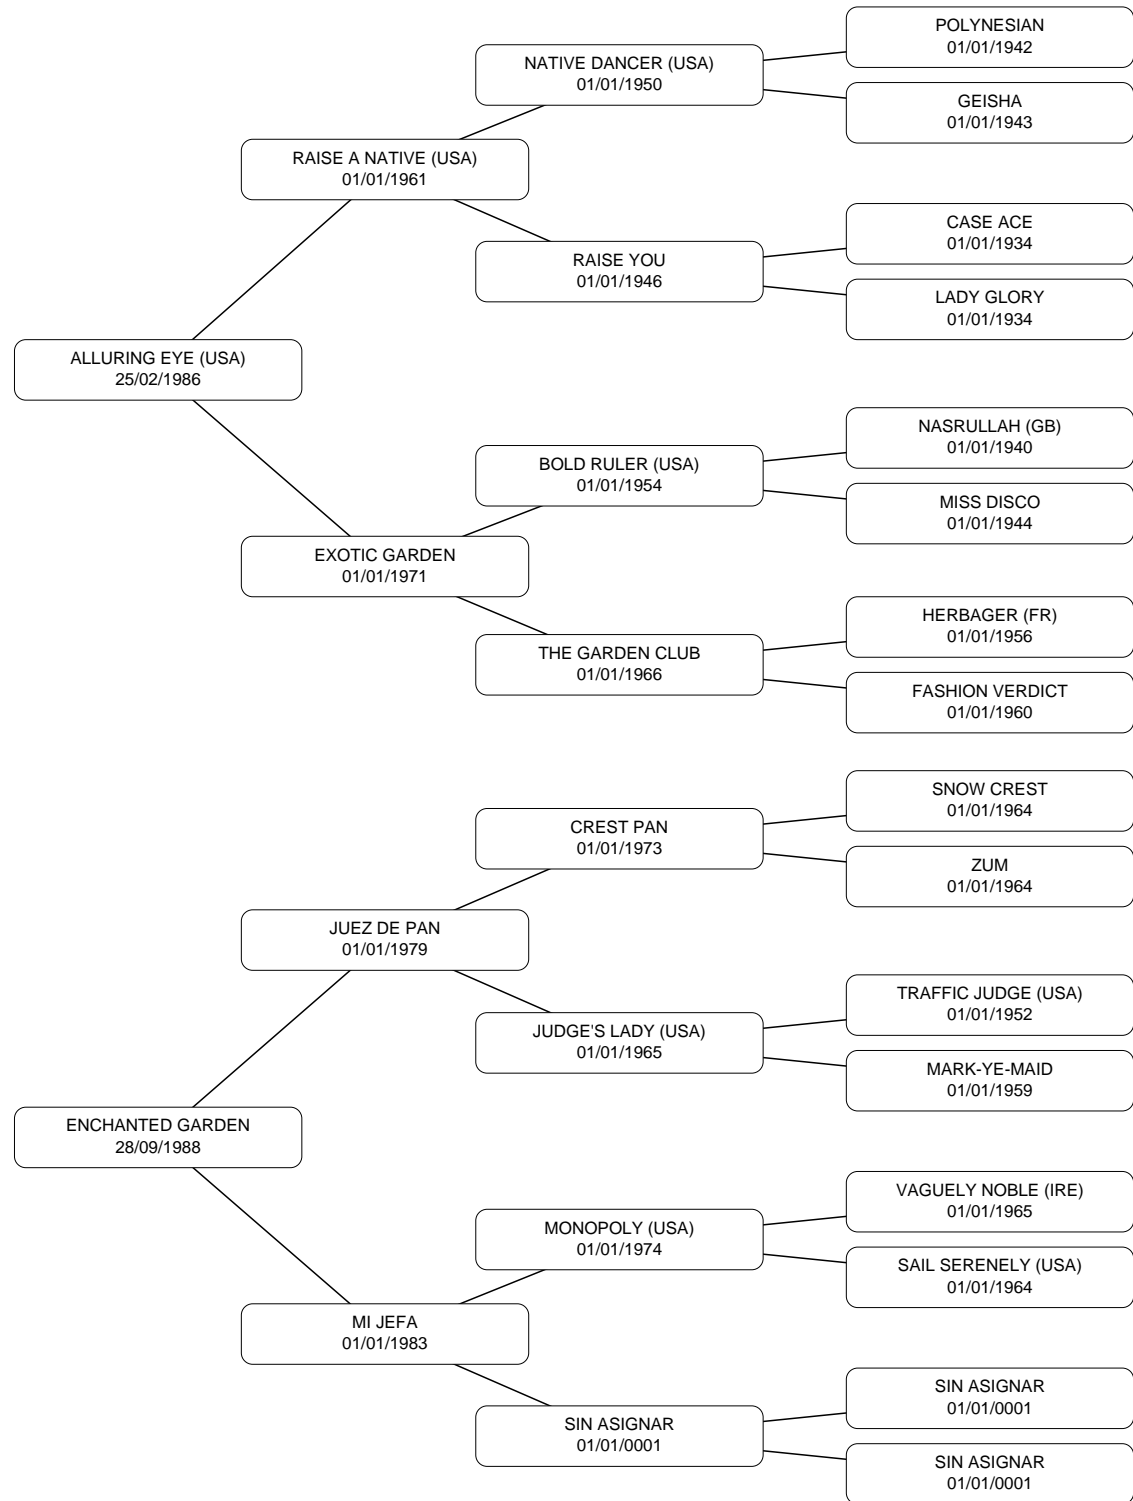 POLYNESIAN
01/01/1942
NATIVE DANCER (USA)
01/01/1950
GEISHA
01/01/1943
RAISE A NATIVE (USA)
01/01/1961
CASE ACE
01/01/1934
RAISE YOU
01/01/1946
LADY GLORY
01/01/1934
ALLURING EYE (USA)
25/02/1986
NASRULLAH (GB)
01/01/1940
BOLD RULER (USA)
01/01/1954
MISS DISCO
01/01/1944
EXOTIC GARDEN
01/01/1971
HERBAGER (FR)
01/01/1956
THE GARDEN CLUB
01/01/1966
FASHION VERDICT
01/01/1960
SNOW CREST
01/01/1964
CREST PAN
01/01/1973
ZUM
01/01/1964
JUEZ DE PAN
01/01/1979
TRAFFIC JUDGE (USA)
01/01/1952
JUDGE'S LADY (USA)
01/01/1965
MARK-YE-MAID
01/01/1959
ENCHANTED GARDEN
28/09/1988
VAGUELY NOBLE (IRE)
01/01/1965
MONOPOLY (USA)
01/01/1974
SAIL SERENELY (USA)
01/01/1964
MI JEFA
01/01/1983
SIN ASIGNAR
01/01/0001
SIN ASIGNAR
01/01/0001
SIN ASIGNAR
01/01/0001